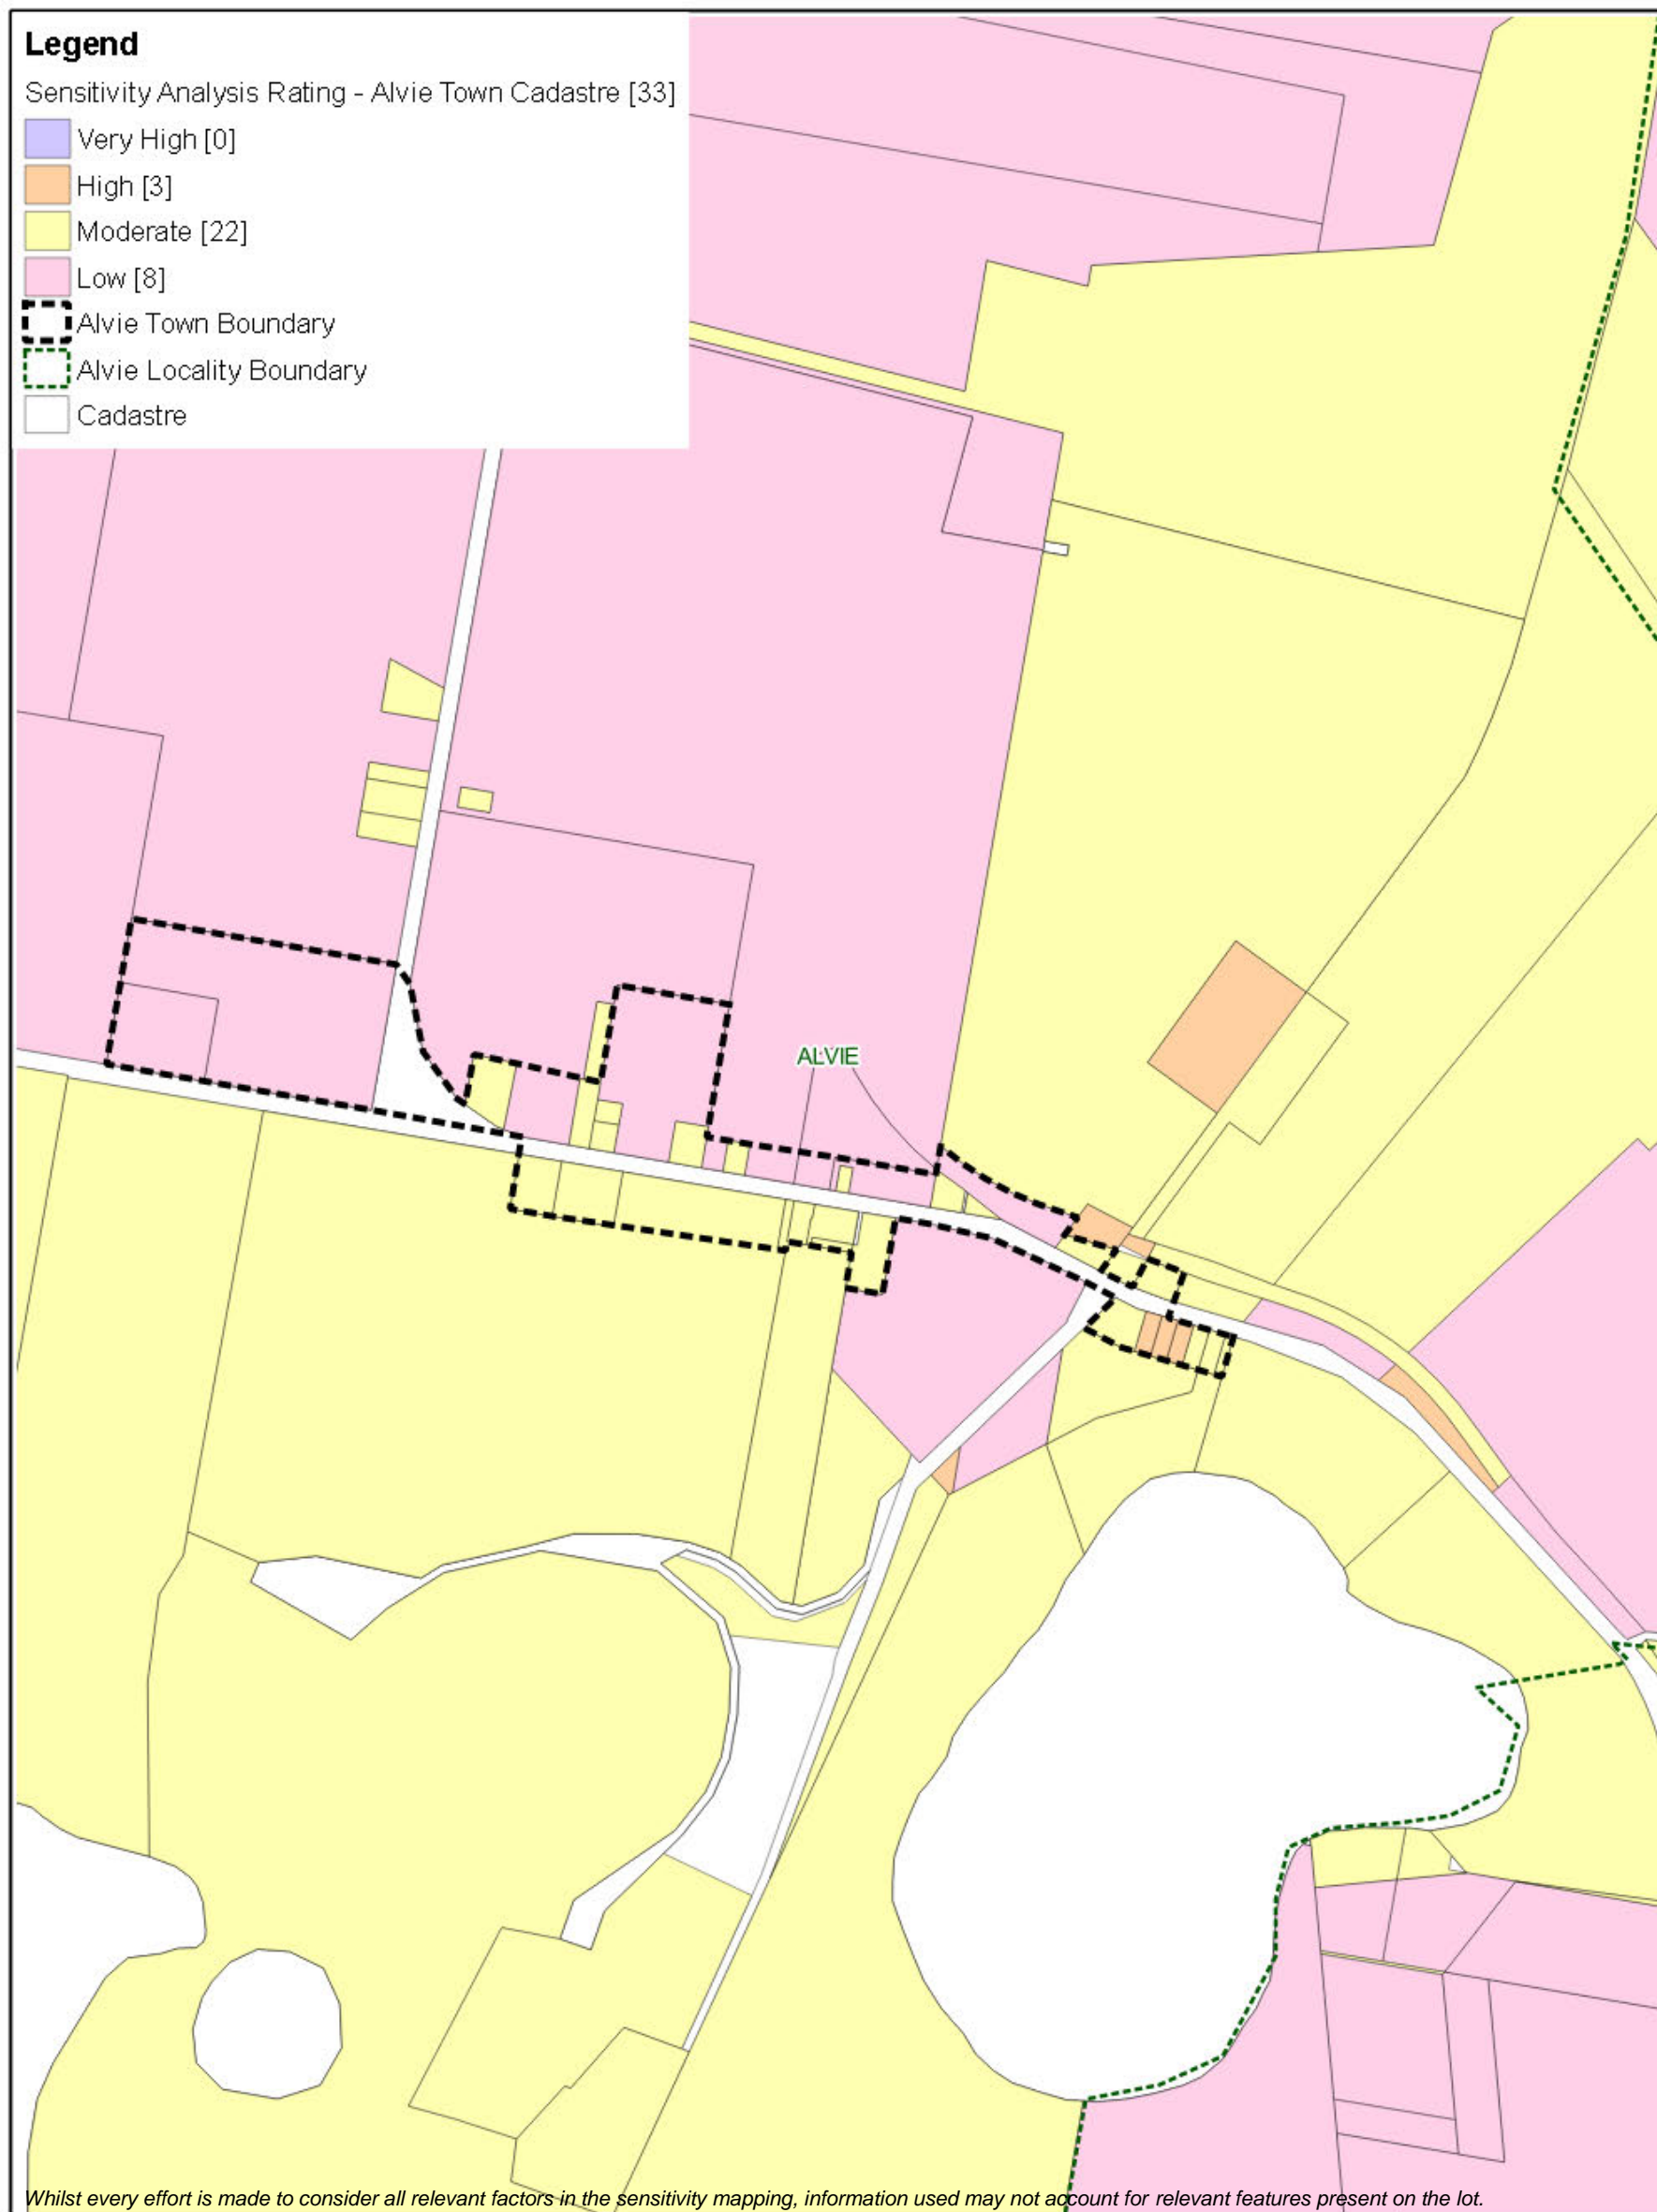 Legend
Sensitivity Analysis Rating - Alvie Town Cadastre [33]
Very High [0]
High [3]
Moderate [22]
Low [8]
Alvie Town Boundary
Alvie Locality Boundary
Cadastre
ALVIE
Whilst every effort is made to consider all relevant factors in the sensitivity mapping, information used may not account for relevant features present on the lot.